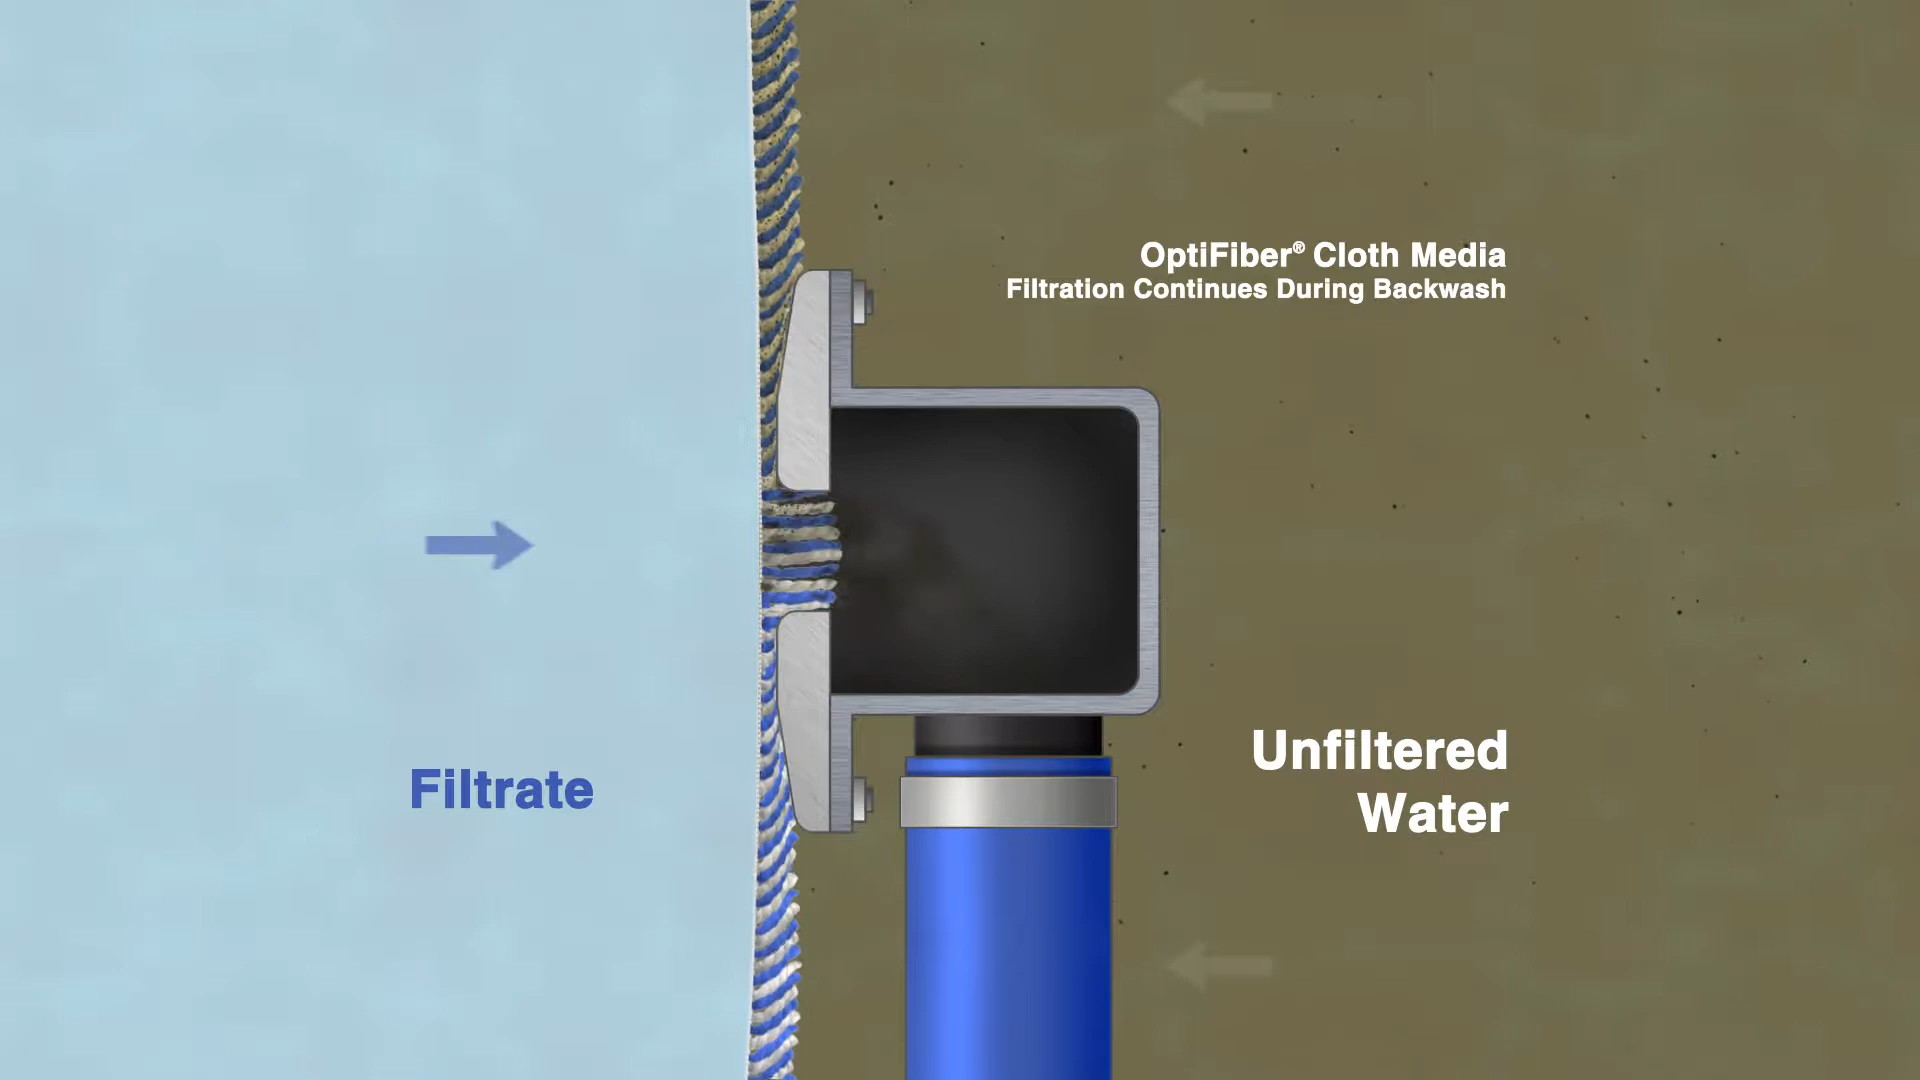 OptiFiber® Cloth Media
Filtration Continues During Backwash
Filtrate
Unfiltered
Water